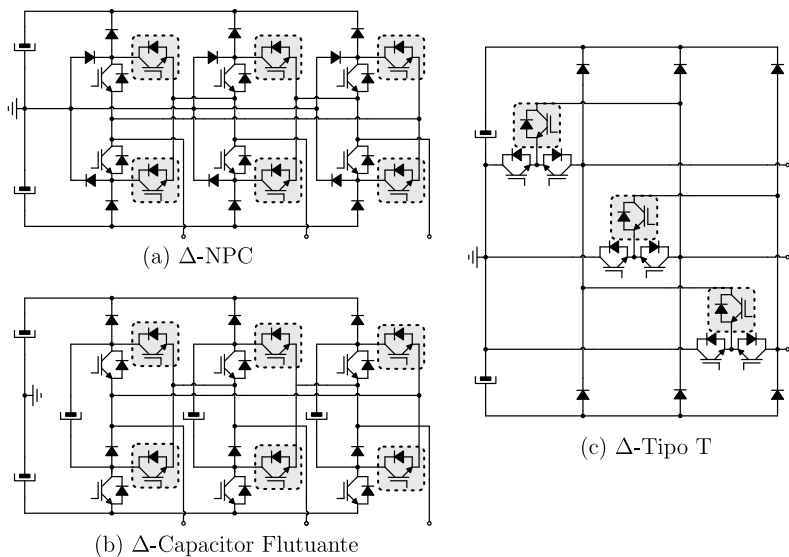 (a) Δ-NPC
(b) Δ-Capacitor Flutuante
(c) Δ-Tipo T